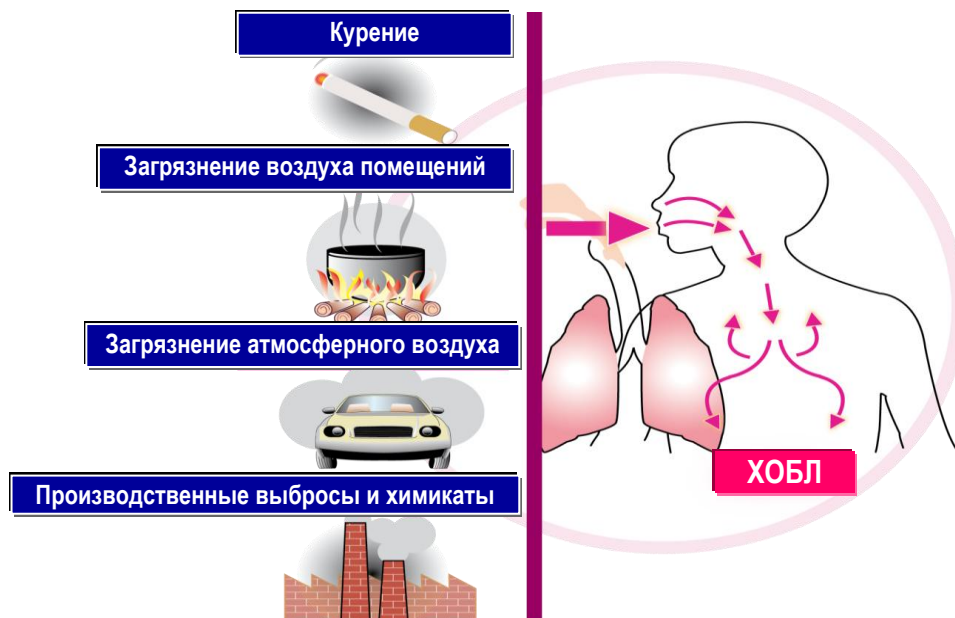 Курение
Загрязнение воздуха помещений
Загрязнение атмосферного воздуха
Производственные выбросы и химикаты
ХОБЛ